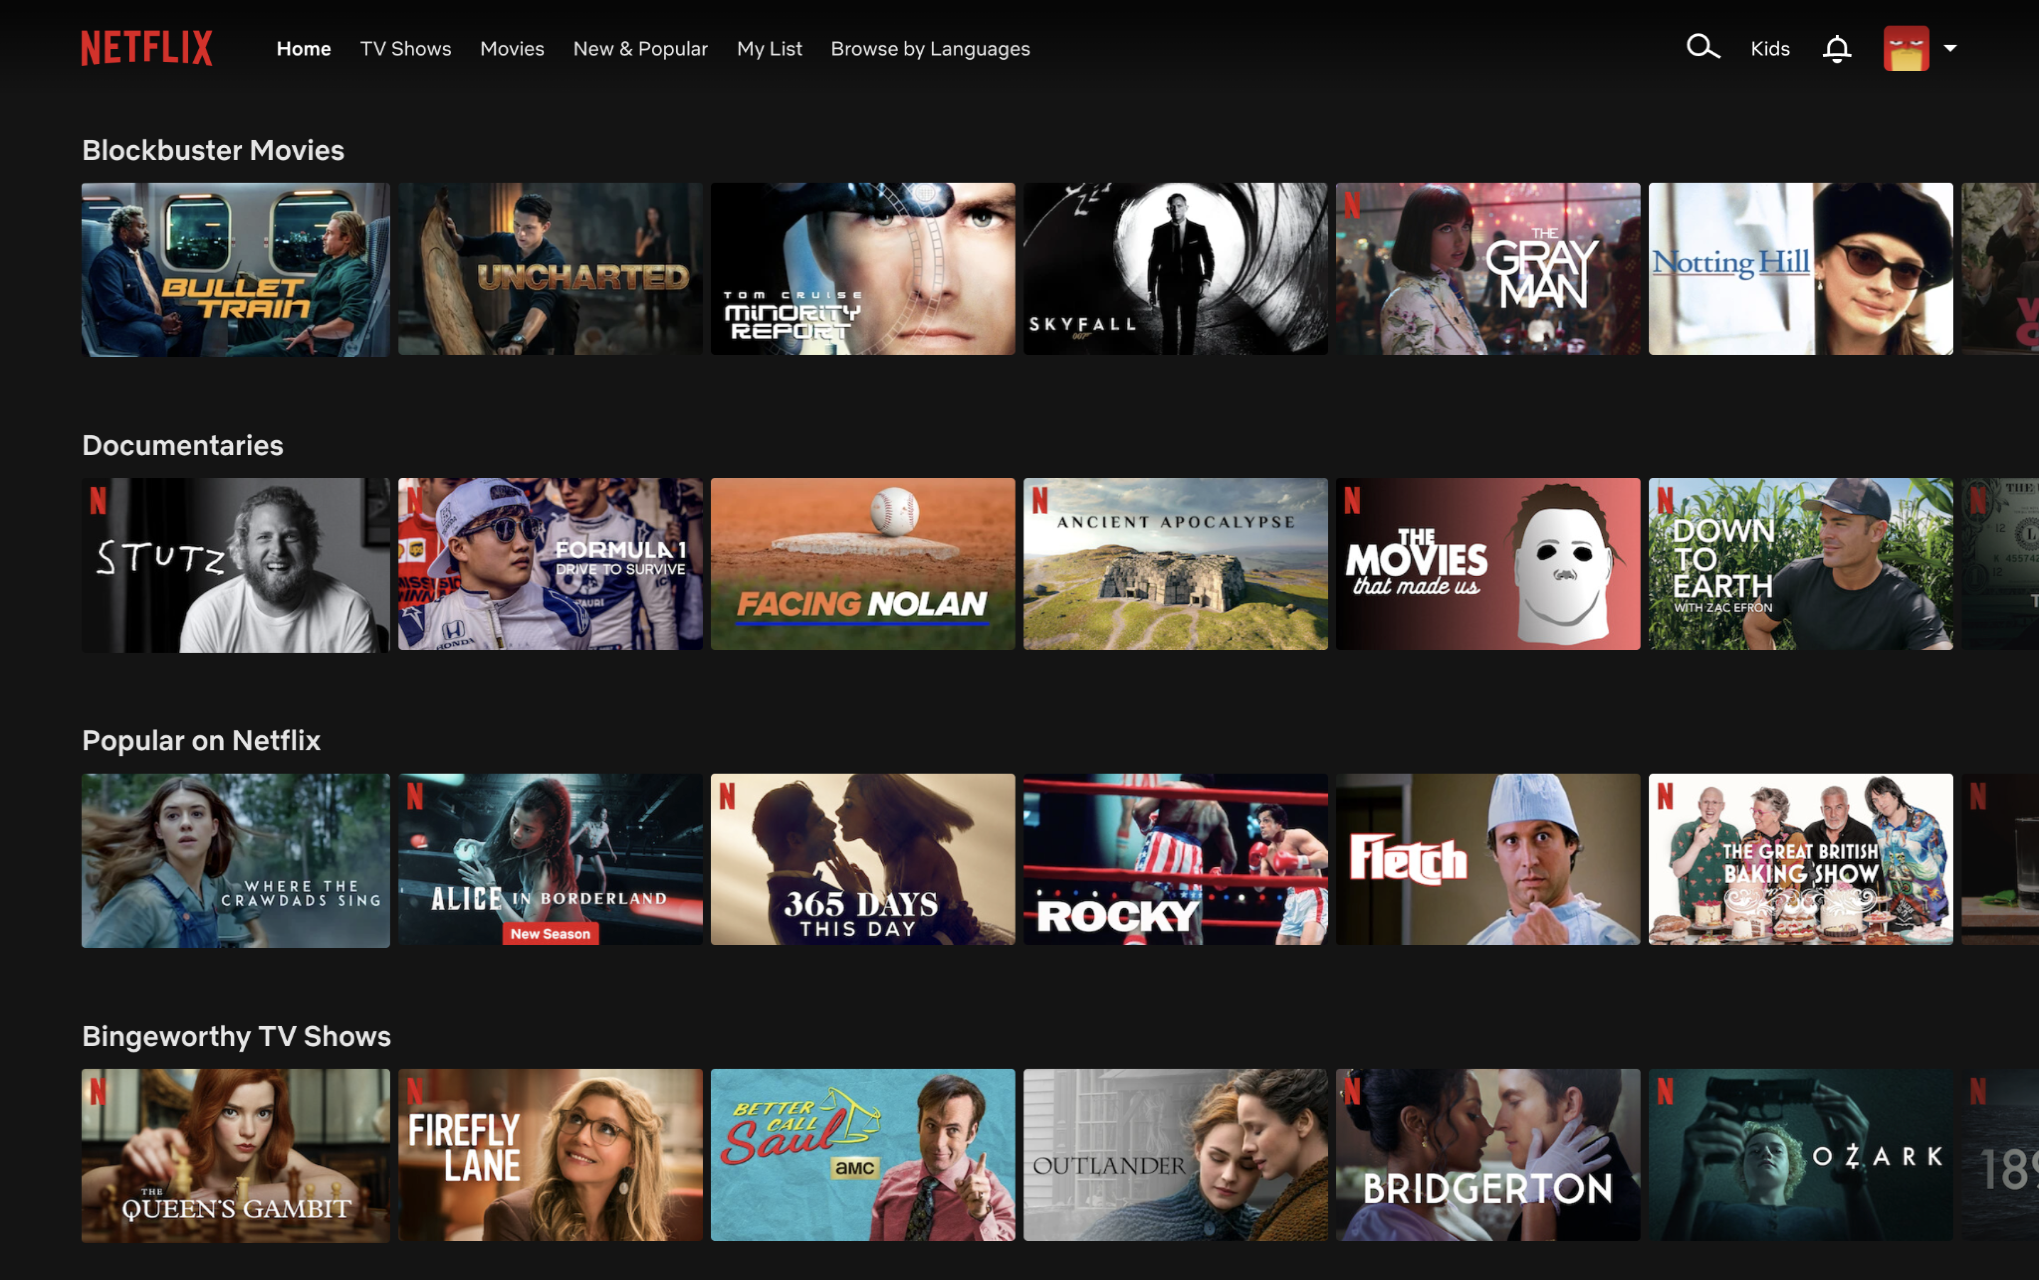 NETFLIX
Home
TV Shows
Movies
New & Popular
My List
Browse by Languages
Kids
Blockbuster Movies
BULLET
TRAIN
UNCHARTED
TOM CRUISE
MINORITY
REPORT
SKYFALL
007
N
THE
GRAY
MAN
Notting Hill
Documentaries
N
STUTZ
N
FORMULA 1
DRIVE TO SURVIVE
HONDA
FACING NOLAN
N
ANCIENT APOCALYPSE
N
THE
MOVIES
that made us
N
DOWN
TO
EARTH
WITH ZAC EFRON
N
Popular on Netflix
WHERE THE
CRAWDADS SING
N
ALICE IN BORDERLAND
New Season
N
365 DAYS
THIS DAY
ROCKY
Fletch
N
THE GREAT BRITISH
BAKING SHOW
N
Bingeworthy TV Shows
N
THE
QUEEN'S GAMBIT
N
FIREFLY
LANE
BETTER
CALL
Saul
amc
OUTLANDER
N
BRIDGERTON
N
OZARK
N
189